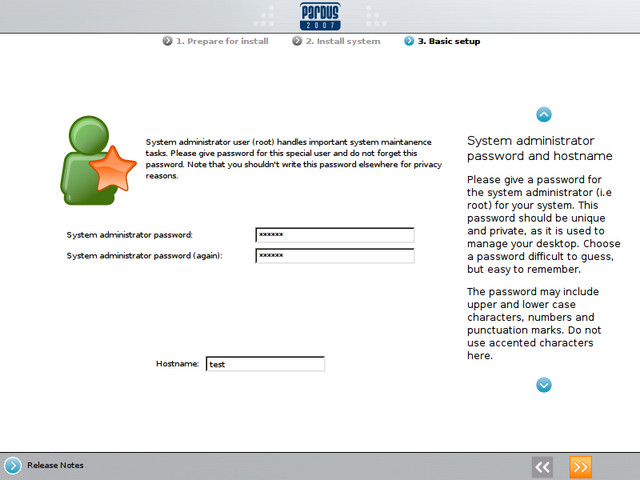 PARDUS
2007
1. Prepare for install
2. Install system
3. Basic setup
System administrator user (root) handles important system maintanence
tasks. Please give password for this special user and do not forget this
password. Note that you shouldn't write this password elsewhere for privacy
reasons.
System administrator password: ******
System administrator password (again): ******
Hostname: test
System administrator
password and hostname
Please give a password for
the system administrator (i.e
root) for your system. This
password should be unique
and private, as it is used to
manage your desktop. Choose
a password difficult to guess,
but easy to remember.
The password may include
upper and lower case
characters, numbers and
punctuation marks. Do not
use accented characters
here.
Release Notes